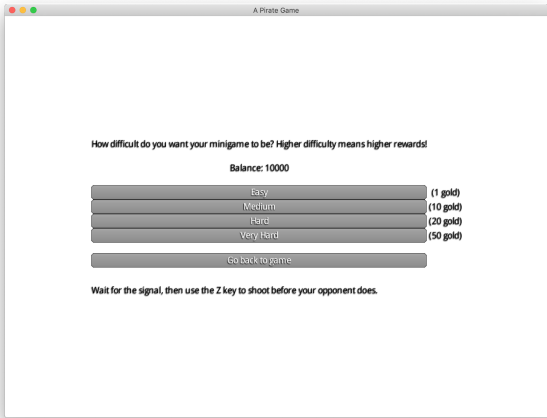 A Pirate Game
How difficult do you want your minigame to be? Higher difficulty means higher rewards!
Balance: 10000
Easy (1 gold)
Medium (10 gold)
Hard (20 gold)
Very Hard (50 gold)
Go back to game
Wait for the signal, then use the Z key to shoot before your opponent does.